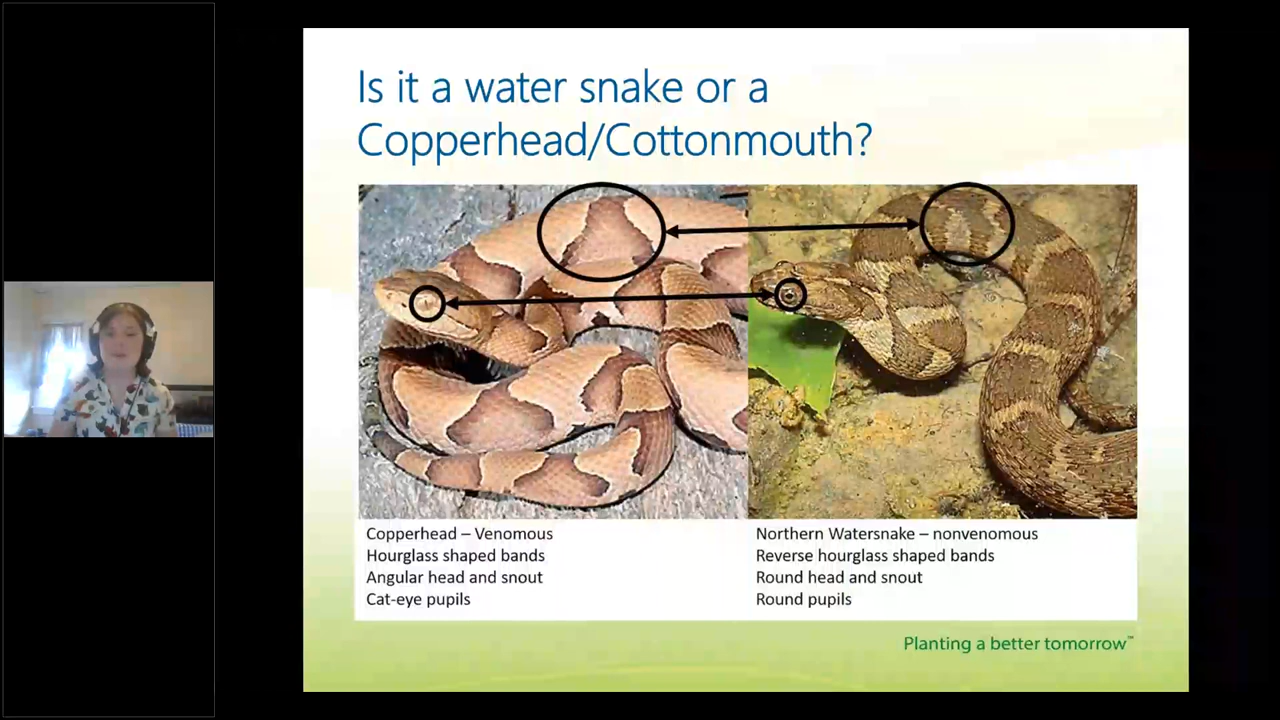 Is it a water snake or a
Copperhead/Cottonmouth?
Copperhead – Venomous
Hourglass shaped bands
Angular head and snout
Cat-eye pupils
Northern Watersnake – nonvenomous
Reverse hourglass shaped bands
Round head and snout
Round pupils
Planting a better tomorrow™